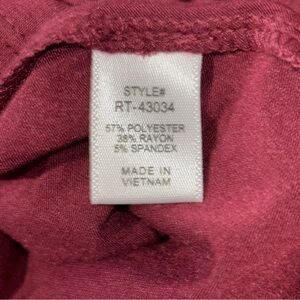 STYLE#
RT-43034
57% POLYESTER
38% RAYON
5% SPANDEX
MADE IN
VIETNAM